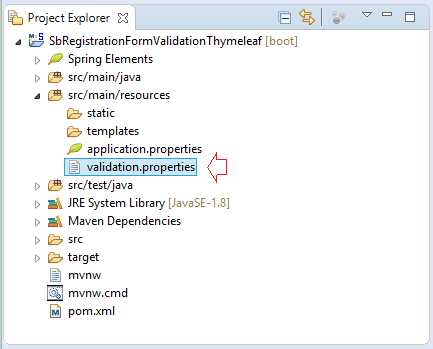 Project Explorer
SbRegistrationFormValidationThymeleaf [boot]
Spring Elements
src/main/java
src/main/resources
static
templates
application.properties
validation.properties
src/test/java
JRE System Library [JavaSE-1.8]
Maven Dependencies
src
target
mvnw
mvnw.cmd
pom.xml